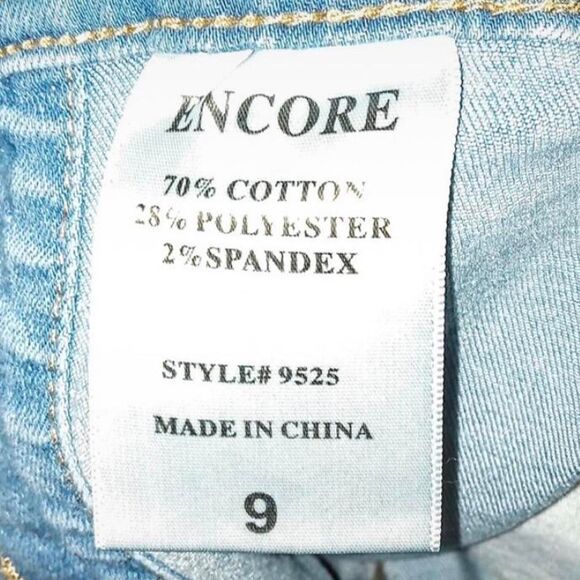 ENCORE
70% COTTON
28% POLYESTER
2% SPANDEX
STYLE# 9525
MADE IN CHINA
9